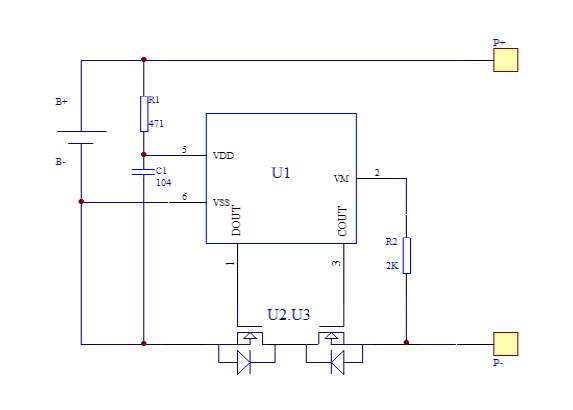 P+
B+
R1
471
5
VDD
B-
C1
104
U1
VM
2
6
VSS
DOUT
COUT
R2
2K
1
3
U2.U3
P-